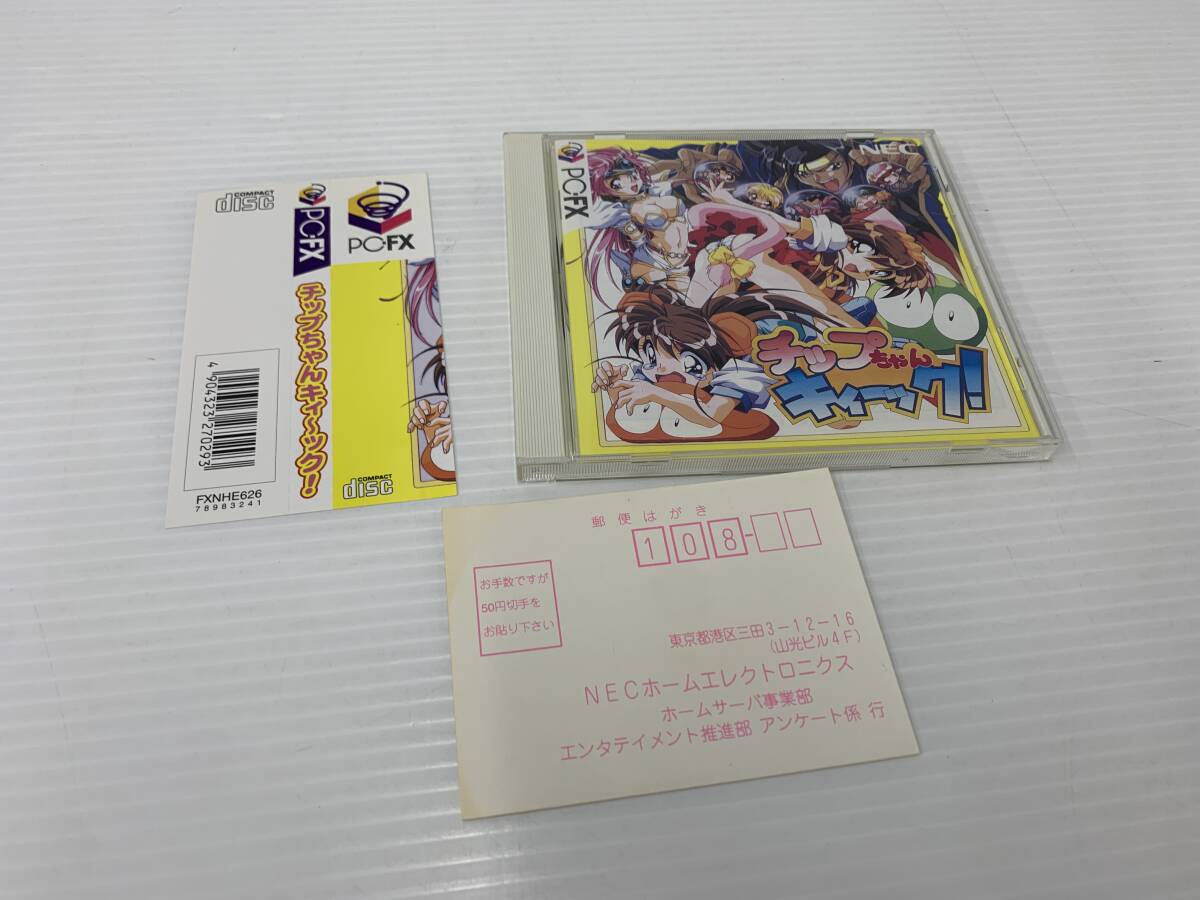 COMPACT
disc
PC-FX
チップちゃんキィ〜ック!
4 904323 270293
FXNHE626
78983241
PC-FX
COMPACT
disc
PC-FX
NEC
チップちゃん
キィーック!
郵便はがき
108-
お手数ですが
50円切手を
お貼り下さい
東京都港区三田3−12−16
(山光ビル4F)
NECホームエレクトロニクス
ホームサーバ事業部
エンタテイメント推進部 アンケート係 行